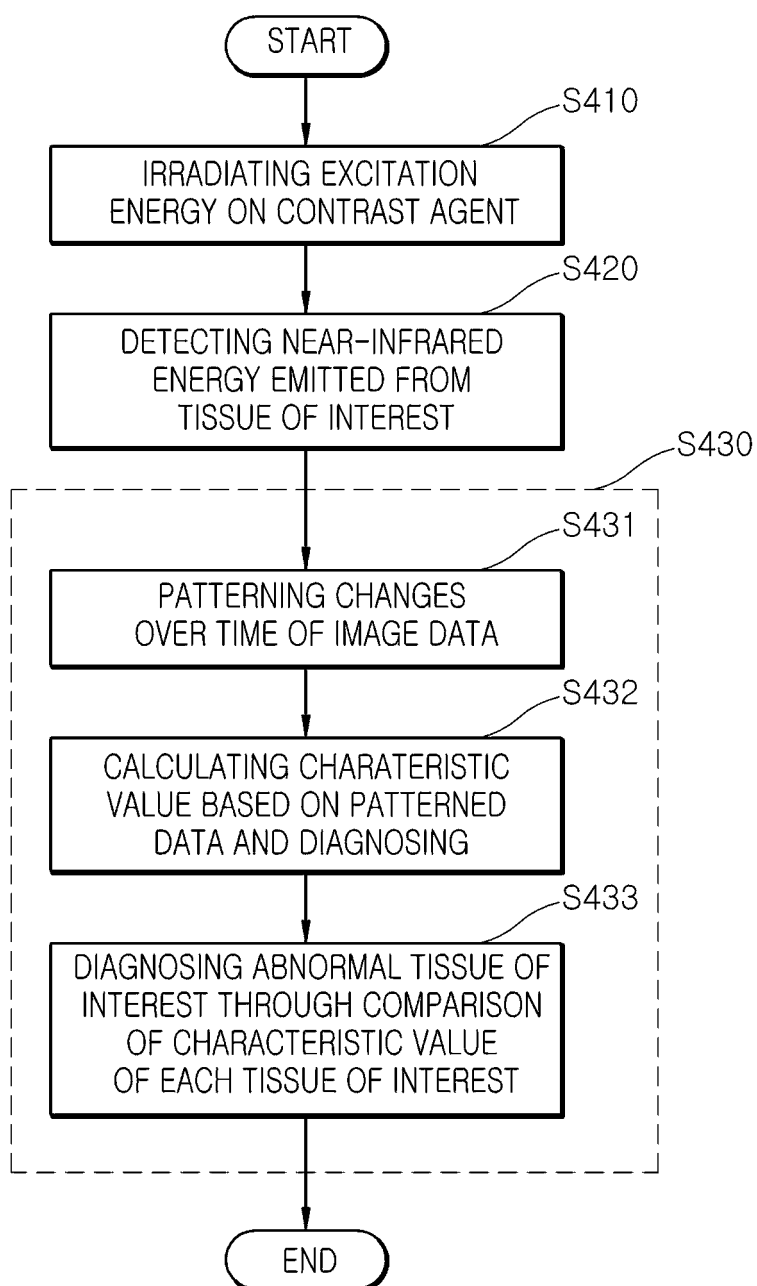 START
S410
IRRADIATING EXCITATION
ENERGY ON CONTRAST AGENT
S420
DETECTING NEAR-INFRARED
ENERGY EMITTED FROM
TISSUE OF INTEREST
S430
S431
PATTERNING CHANGES
OVER TIME OF IMAGE DATA
S432
CALCULATING CHARATERISTIC
VALUE BASED ON PATTERNED
DATA AND DIAGNOSING
S433
DIAGNOSING ABNORMAL TISSUE OF
INTEREST THROUGH COMPARISON
OF CHARACTERISTIC VALUE
OF EACH TISSUE OF INTEREST
END